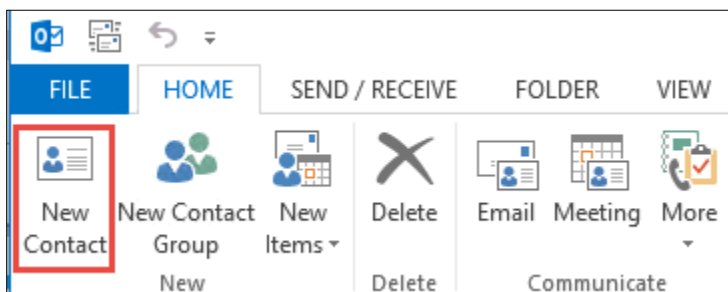 FILE HOME SEND / RECEIVE FOLDER VIEW
New Contact
New Contact Group
New Items
Delete
Email
Meeting
More
New Delete Communicate